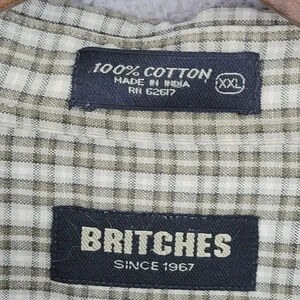 100% COTTON
MADE IN INDIA
RN 62617
XXL
BRITCHES
SINCE 1967